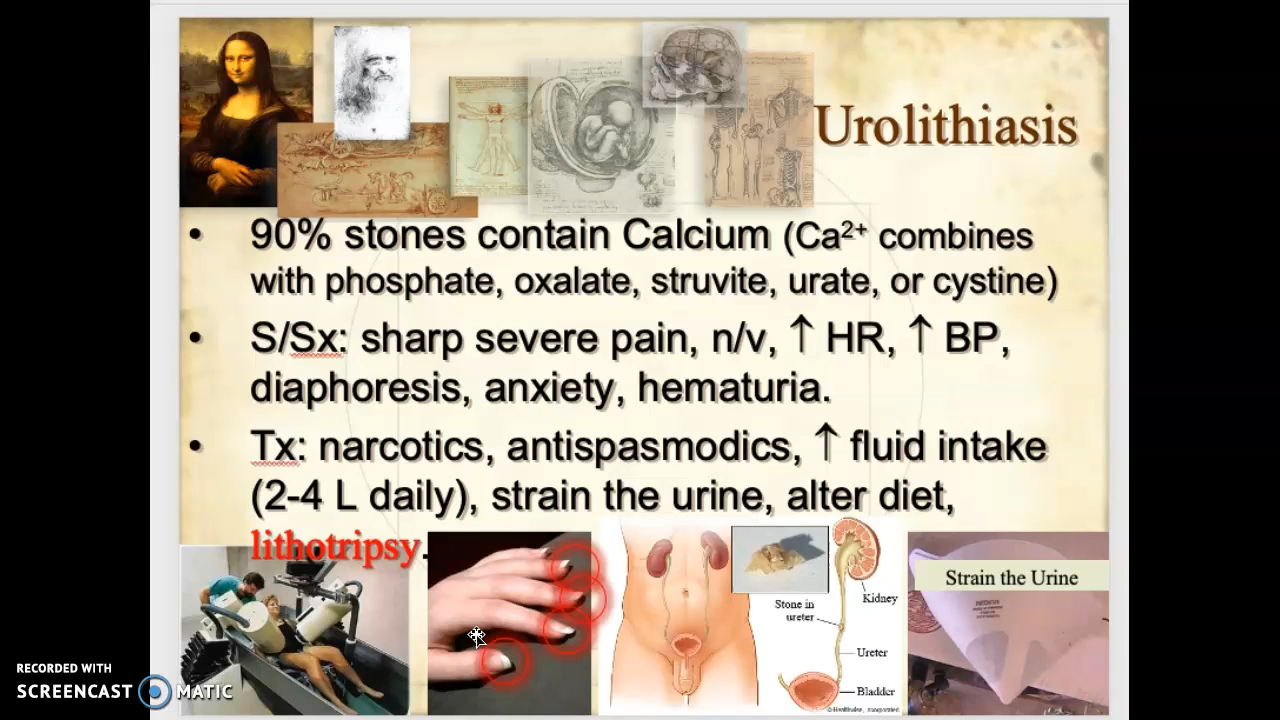 Urolithiasis
• 90% stones contain Calcium (Ca²⁺ combines
with phosphate, oxalate, struvite, urate, or cystine)
• S/Sx: sharp severe pain, n/v, ↑ HR, ↑ BP,
diaphoresis, anxiety, hematuria.
• Tx: narcotics, antispasmodics, ↑ fluid intake
(2-4 L daily), strain the urine, alter diet,
lithotripsy.
Stone in
ureter
Kidney
Ureter
Bladder
© Healthwise, Incorporated
Strain the Urine
RECORDED WITH
SCREENCAST MATIC